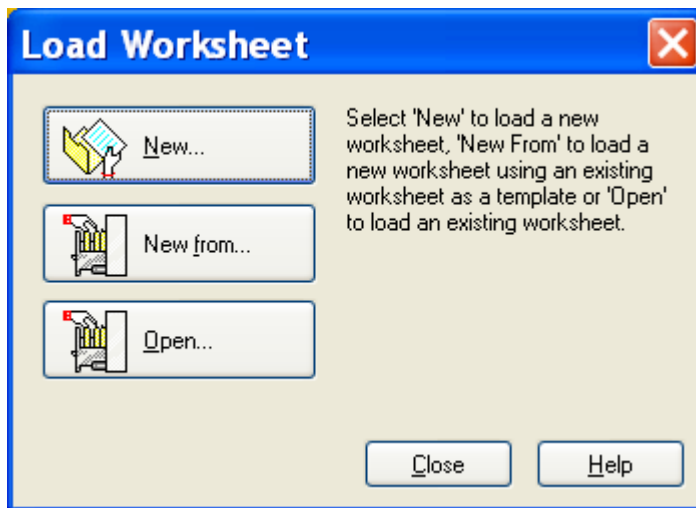 Load Worksheet
New...
Select 'New' to load a new
worksheet, 'New From' to load a
new worksheet using an existing
worksheet as a template or 'Open'
to load an existing worksheet.
New from...
Open...
Close
Help